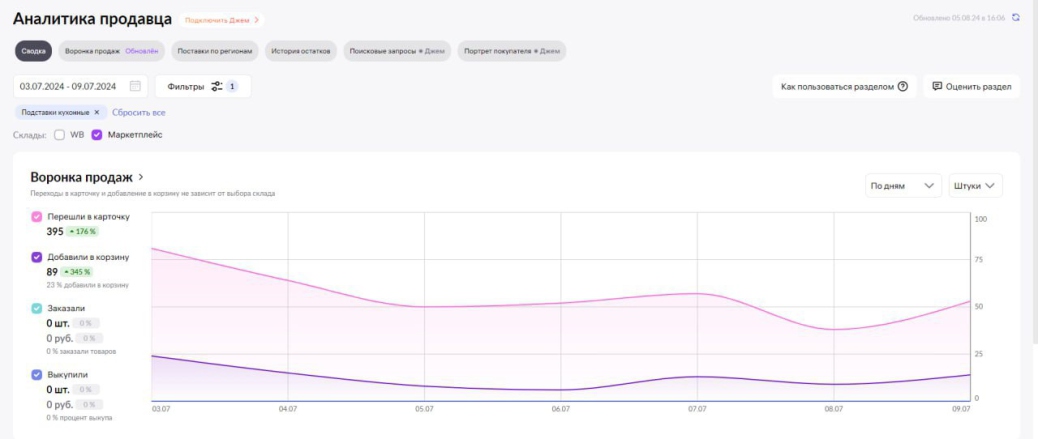 Аналитика продавца Подключить Джем >
Обновлено 05.08.24 в 16:06
Сводка Воронка продаж Обновлён Поставки по регионам История остатков Поисковые запросы Джем Портрет покупателя Джем
03.07.2024 - 09.07.2024 Фильтры 1 Как пользоваться разделом Оценить раздел
Подставки кухонные × Сбросить все
Склады: WB Маркетплейс
Воронка продаж >
Переходы в карточку и добавление в корзину не зависит от выбора склада
По дням Штуки
Перешли в карточку
395 176 %
Добавили в корзину
89 345 %
23 % добавили в корзину
Заказали
0 шт. 0 %
0 руб. 0 %
0 % заказали товаров
Выкупили
0 шт. 0 %
0 руб. 0 %
0 % процент выкупа
100
75
50
25
0
03.07 04.07 05.07 06.07 07.07 08.07 09.07